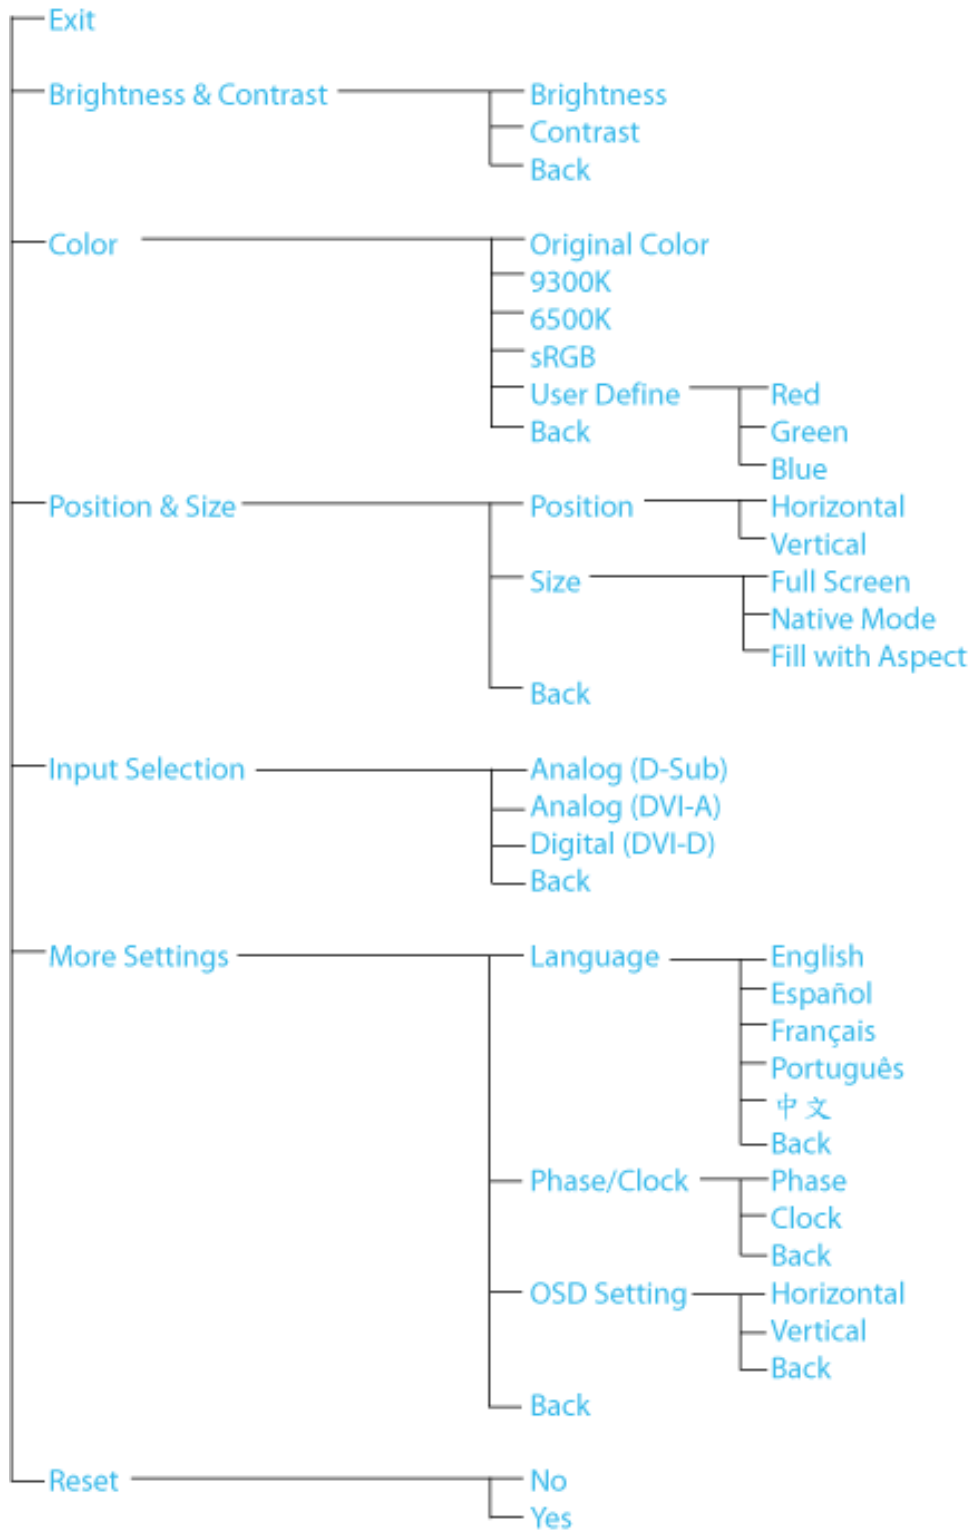 Exit
Brightness & Contrast
Brightness
Contrast
Back
Color
Original Color
9300K
6500K
sRGB
User Define
Red
Green
Blue
Back
Position & Size
Position
Horizontal
Vertical
Size
Full Screen
Native Mode
Fill with Aspect
Back
Input Selection
Analog (D-Sub)
Analog (DVI-A)
Digital (DVI-D)
Back
More Settings
Language
English
Español
Français
Português
中文
Back
Phase/Clock
Phase
Clock
Back
OSD Setting
Horizontal
Vertical
Back
Back
Reset
No
Yes